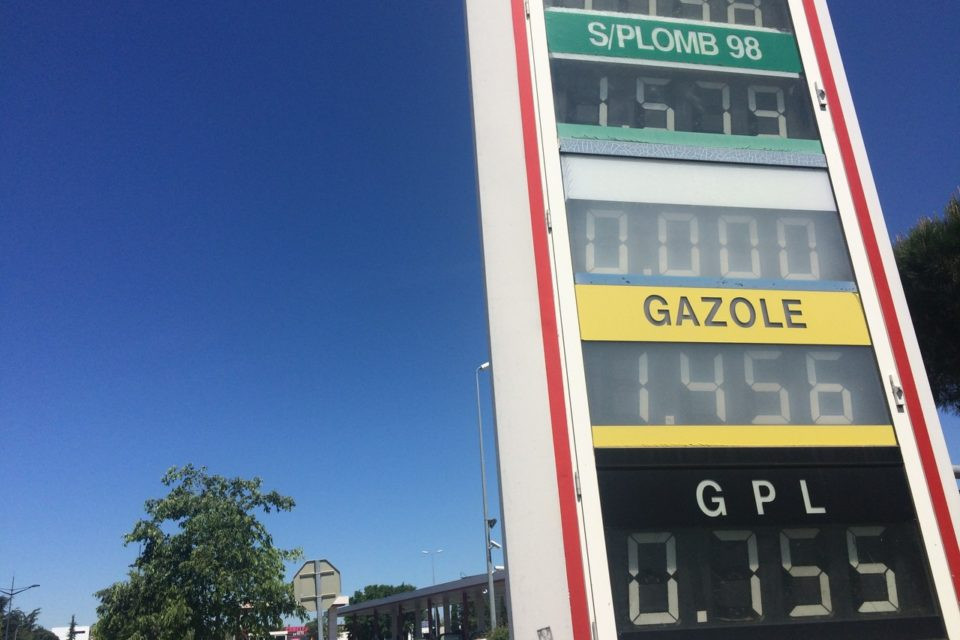 S/PLOMB 98
1.579
0.000
GAZOLE
1.456
GPL
0.755